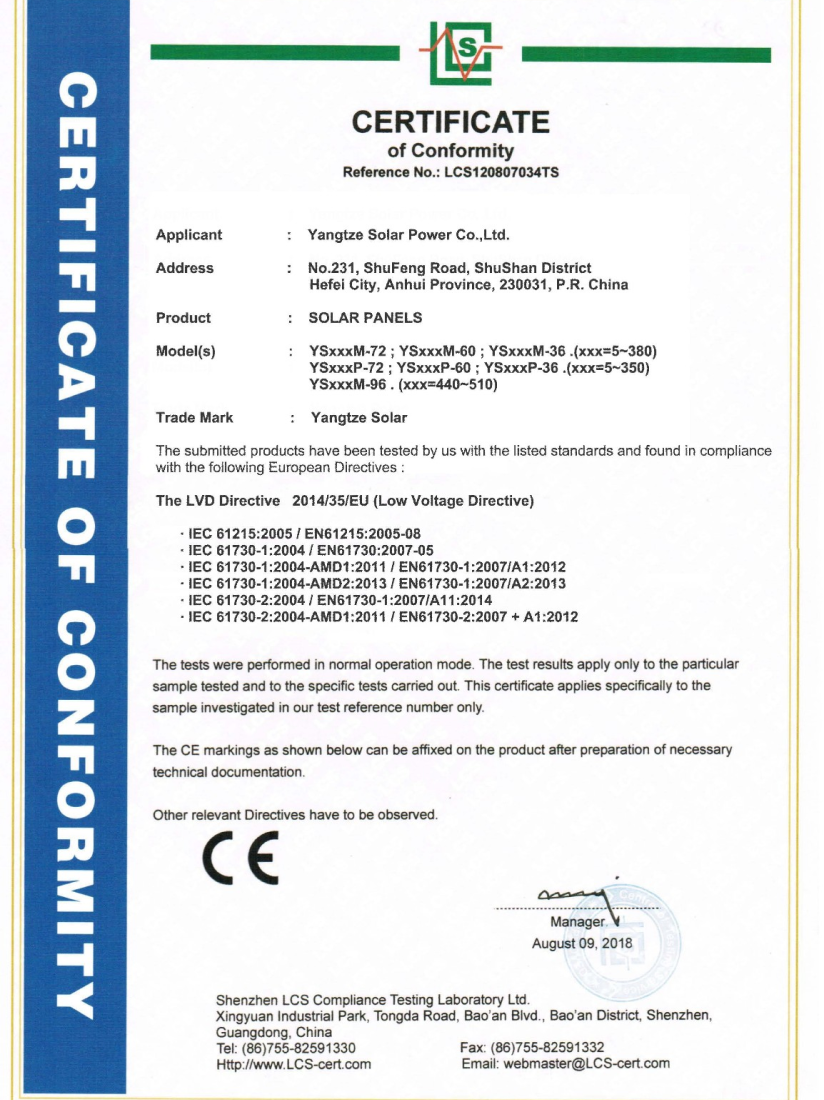 CERTIFICATE OF CONFORMITY
LCS
CERTIFICATE
of Conformity
Reference No.: LCS120807034TS
Applicant : Yangtze Solar Power Co.,Ltd.
Address : No.231, ShuFeng Road, ShuShan District
Hefei City, Anhui Province, 230031, P.R. China
Product : SOLAR PANELS
Model(s) : YSxxxM-72 ; YSxxxM-60 ; YSxxxM-36 .(xxx=5~380)
YSxxxP-72 ; YSxxxP-60 ; YSxxxP-36 .(xxx=5~350)
YSxxxM-96 . (xxx=440~510)
Trade Mark : Yangtze Solar
The submitted products have been tested by us with the listed standards and found in compliance
with the following European Directives :
The LVD Directive 2014/35/EU (Low Voltage Directive)
· IEC 61215:2005 / EN61215:2005-08
· IEC 61730-1:2004 / EN61730:2007-05
· IEC 61730-1:2004-AMD1:2011 / EN61730-1:2007/A1:2012
· IEC 61730-1:2004-AMD2:2013 / EN61730-1:2007/A2:2013
· IEC 61730-2:2004 / EN61730-1:2007/A11:2014
· IEC 61730-2:2004-AMD1:2011 / EN61730-2:2007 + A1:2012
The tests were performed in normal operation mode. The test results apply only to the particular
sample tested and to the specific tests carried out. This certificate applies specifically to the
sample investigated in our test reference number only.
The CE markings as shown below can be affixed on the product after preparation of necessary
technical documentation.
Other relevant Directives have to be observed.
CE
Manager
August 09, 2018
Shenzhen LCS Compliance Testing Laboratory Ltd.
Xingyuan Industrial Park, Tongda Road, Bao'an Blvd., Bao'an District, Shenzhen,
Guangdong, China
Tel: (86)755-82591330 Fax: (86)755-82591332
Http://www.LCS-cert.com Email: webmaster@LCS-cert.com